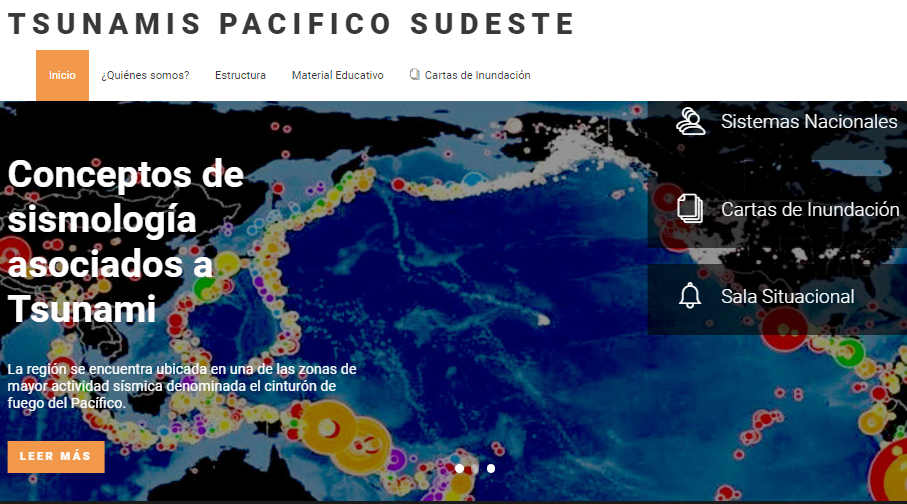 TSUNAMIS PACIFICO SUDESTE
Inicio
¿Quiénes somos?
Estructura
Material Educativo
Cartas de Inundación
Sistemas Nacionales
Cartas de Inundación
Sala Situacional
Conceptos de
sismología
asociados a
Tsunami
La región se encuentra ubicada en una de las zonas de
mayor actividad sísmica denominada el cinturón de
fuego del Pacífico.
LEER MÁS